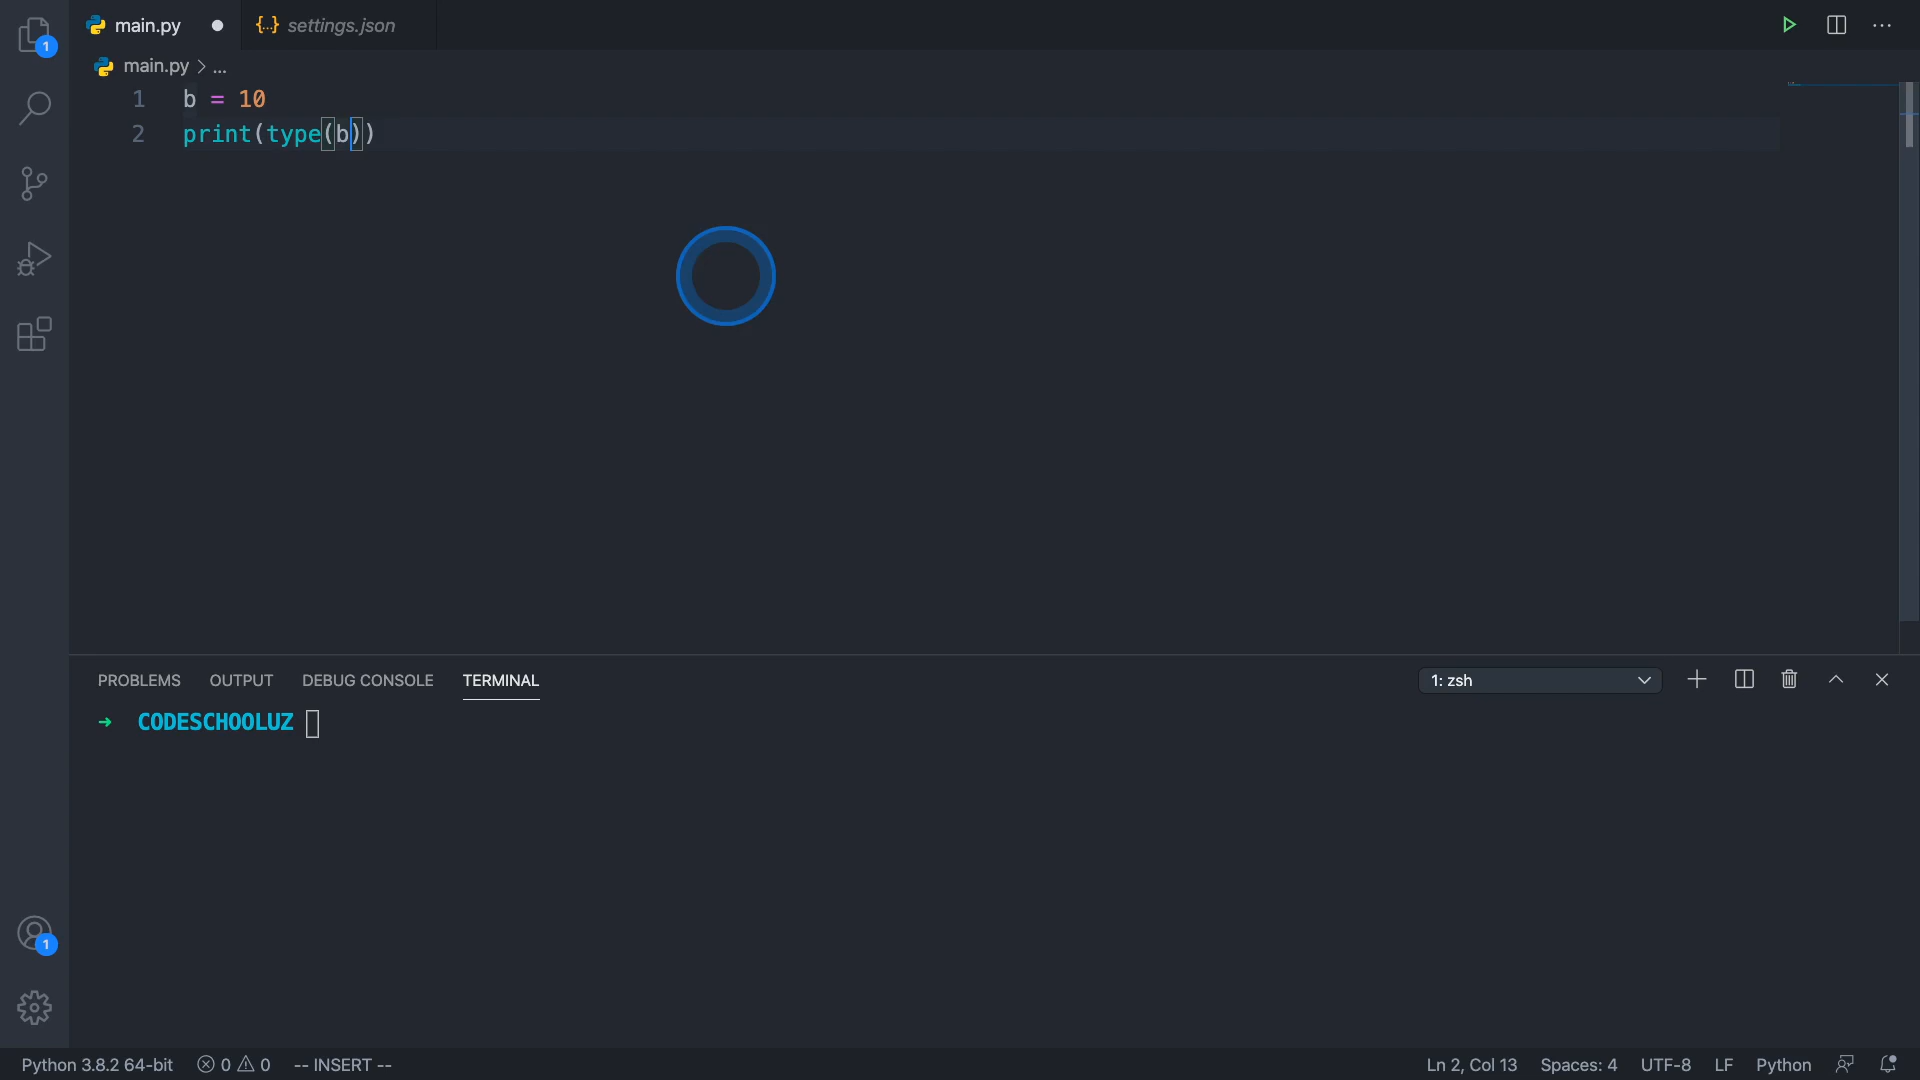 1
main.py
{..} settings.json
main.py > ...
1 b = 10
2 print(type(b))
PROBLEMS OUTPUT DEBUG CONSOLE TERMINAL
1: zsh
→ CODESCHOOLUZ
1
Python 3.8.2 64-bit 0 0 -- INSERT --
Ln 2, Col 13 Spaces: 4 UTF-8 LF Python